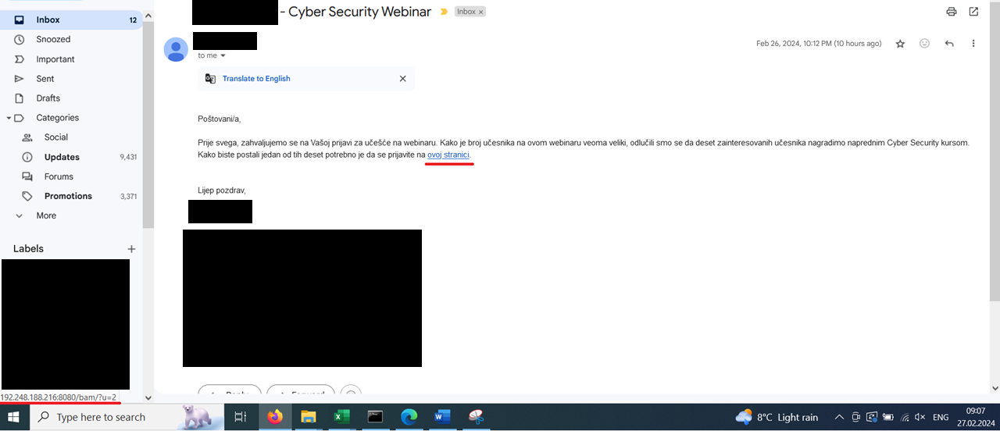 - Cyber Security Webinar
Inbox ×
Inbox 12
Snoozed
Important
Sent
Drafts
Categories
Social
Updates 9,431
Forums
Promotions 3,371
More
Labels
Feb 26, 2024, 10:12 PM (10 hours ago)
to me
Translate to English
Poštovani/a,
Prije svega, zahvaljujemo se na Vašoj prijavi za učešće na webinaru. Kako je broj učesnika na ovom webinaru veoma veliki, odlučili smo se da deset zainteresovanih učesnika nagradimo naprednim Cyber Security kursom.
Kako biste postali jedan od tih deset potrebno je da se prijavite na ovoj stranici.
Lijep pozdrav,
Reply
Forward
192.248.188.216:8080/bam/?u=2
Type here to search
8°C Light rain
ENG
09:07
27.02.2024